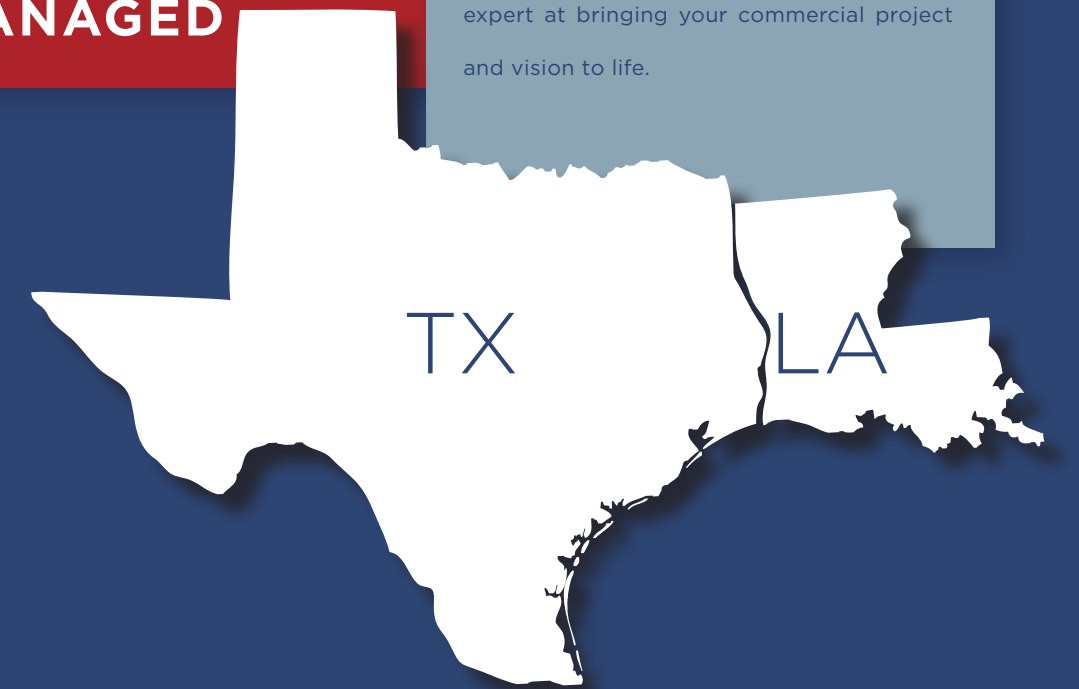 ANAGED
expert at bringing your commercial project
and vision to life.
TX
LA